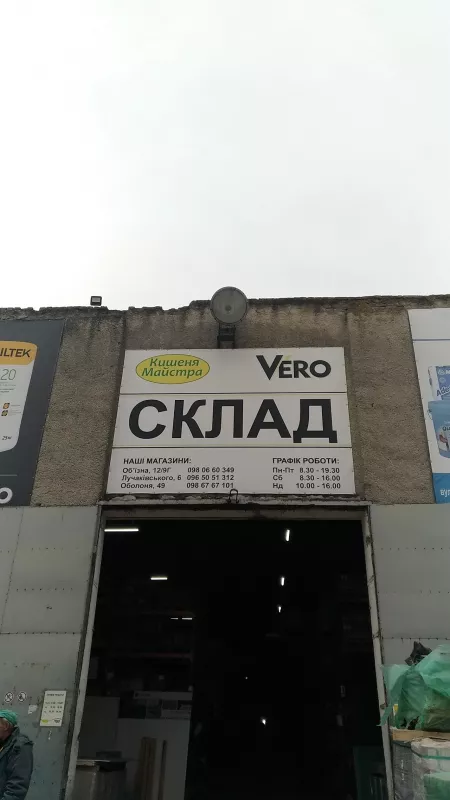 Кишеня
Майстра
VERO
СКЛАД
НАШІ МАГАЗИНИ:
Об'їзна, 12/9Г 098 06 60 349
Лучаківського, 6 096 50 51 312
Оболоня, 49 098 67 67 101
ГРАФІК РОБОТИ:
Пн-Пт 8.30 - 19.30
Сб 8.30 - 16.00
Нд 10.00 - 16.00
ILTEK
20